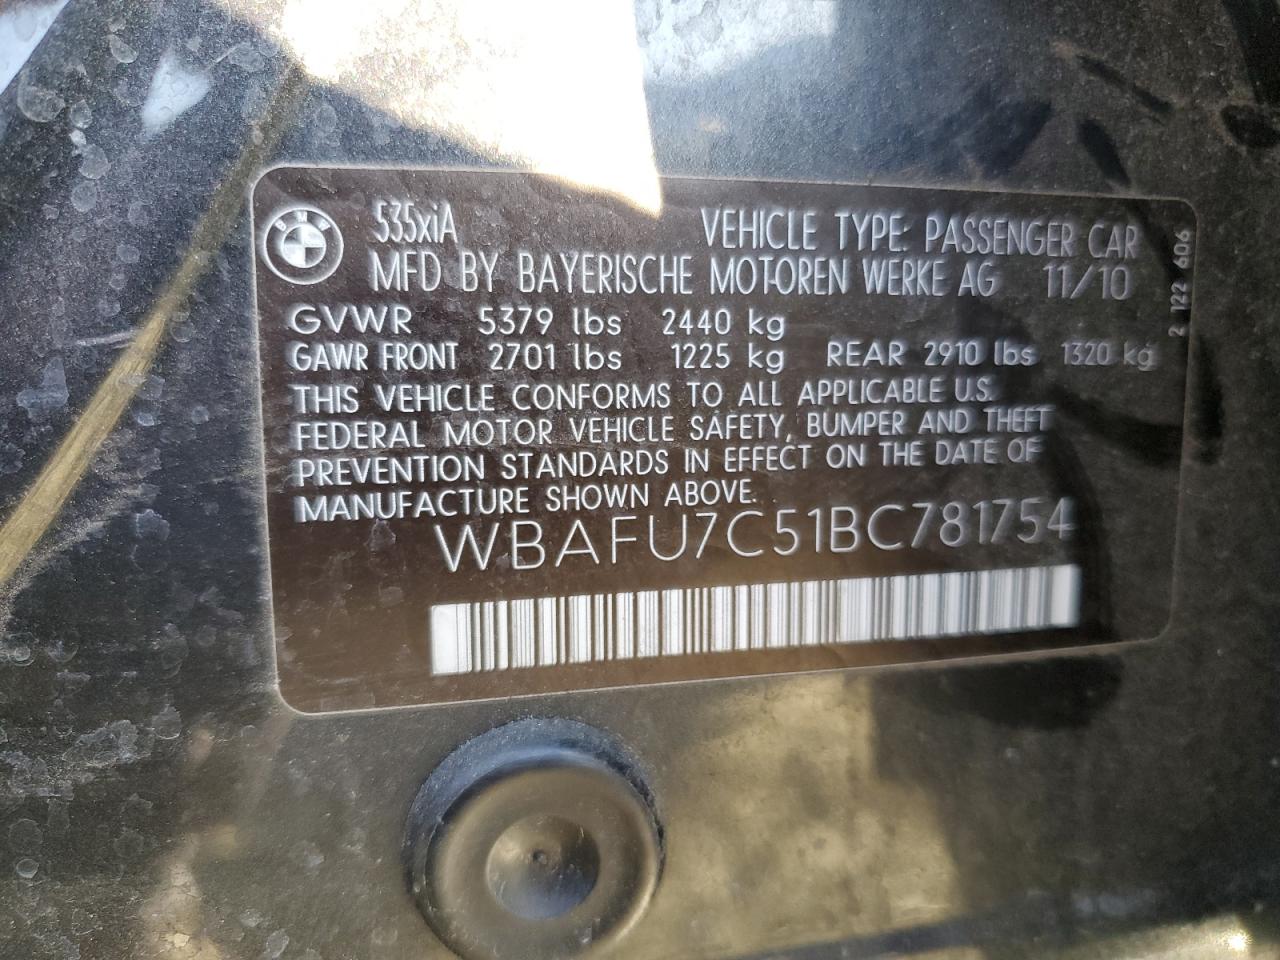 BMW
535xiA VEHICLE TYPE: PASSENGER CAR
MFD BY BAYERISCHE MOTOREN WERKE AG 11/10
GVWR 5379 lbs 2440 kg
GAWR FRONT 2701 lbs 1225 kg REAR 2910 lbs 1320 kg
THIS VEHICLE CONFORMS TO ALL APPLICABLE U.S.
FEDERAL MOTOR VEHICLE SAFETY, BUMPER AND THEFT
PREVENTION STANDARDS IN EFFECT ON THE DATE OF
MANUFACTURE SHOWN ABOVE.
WBAFU7C51BC781754
2 122 606